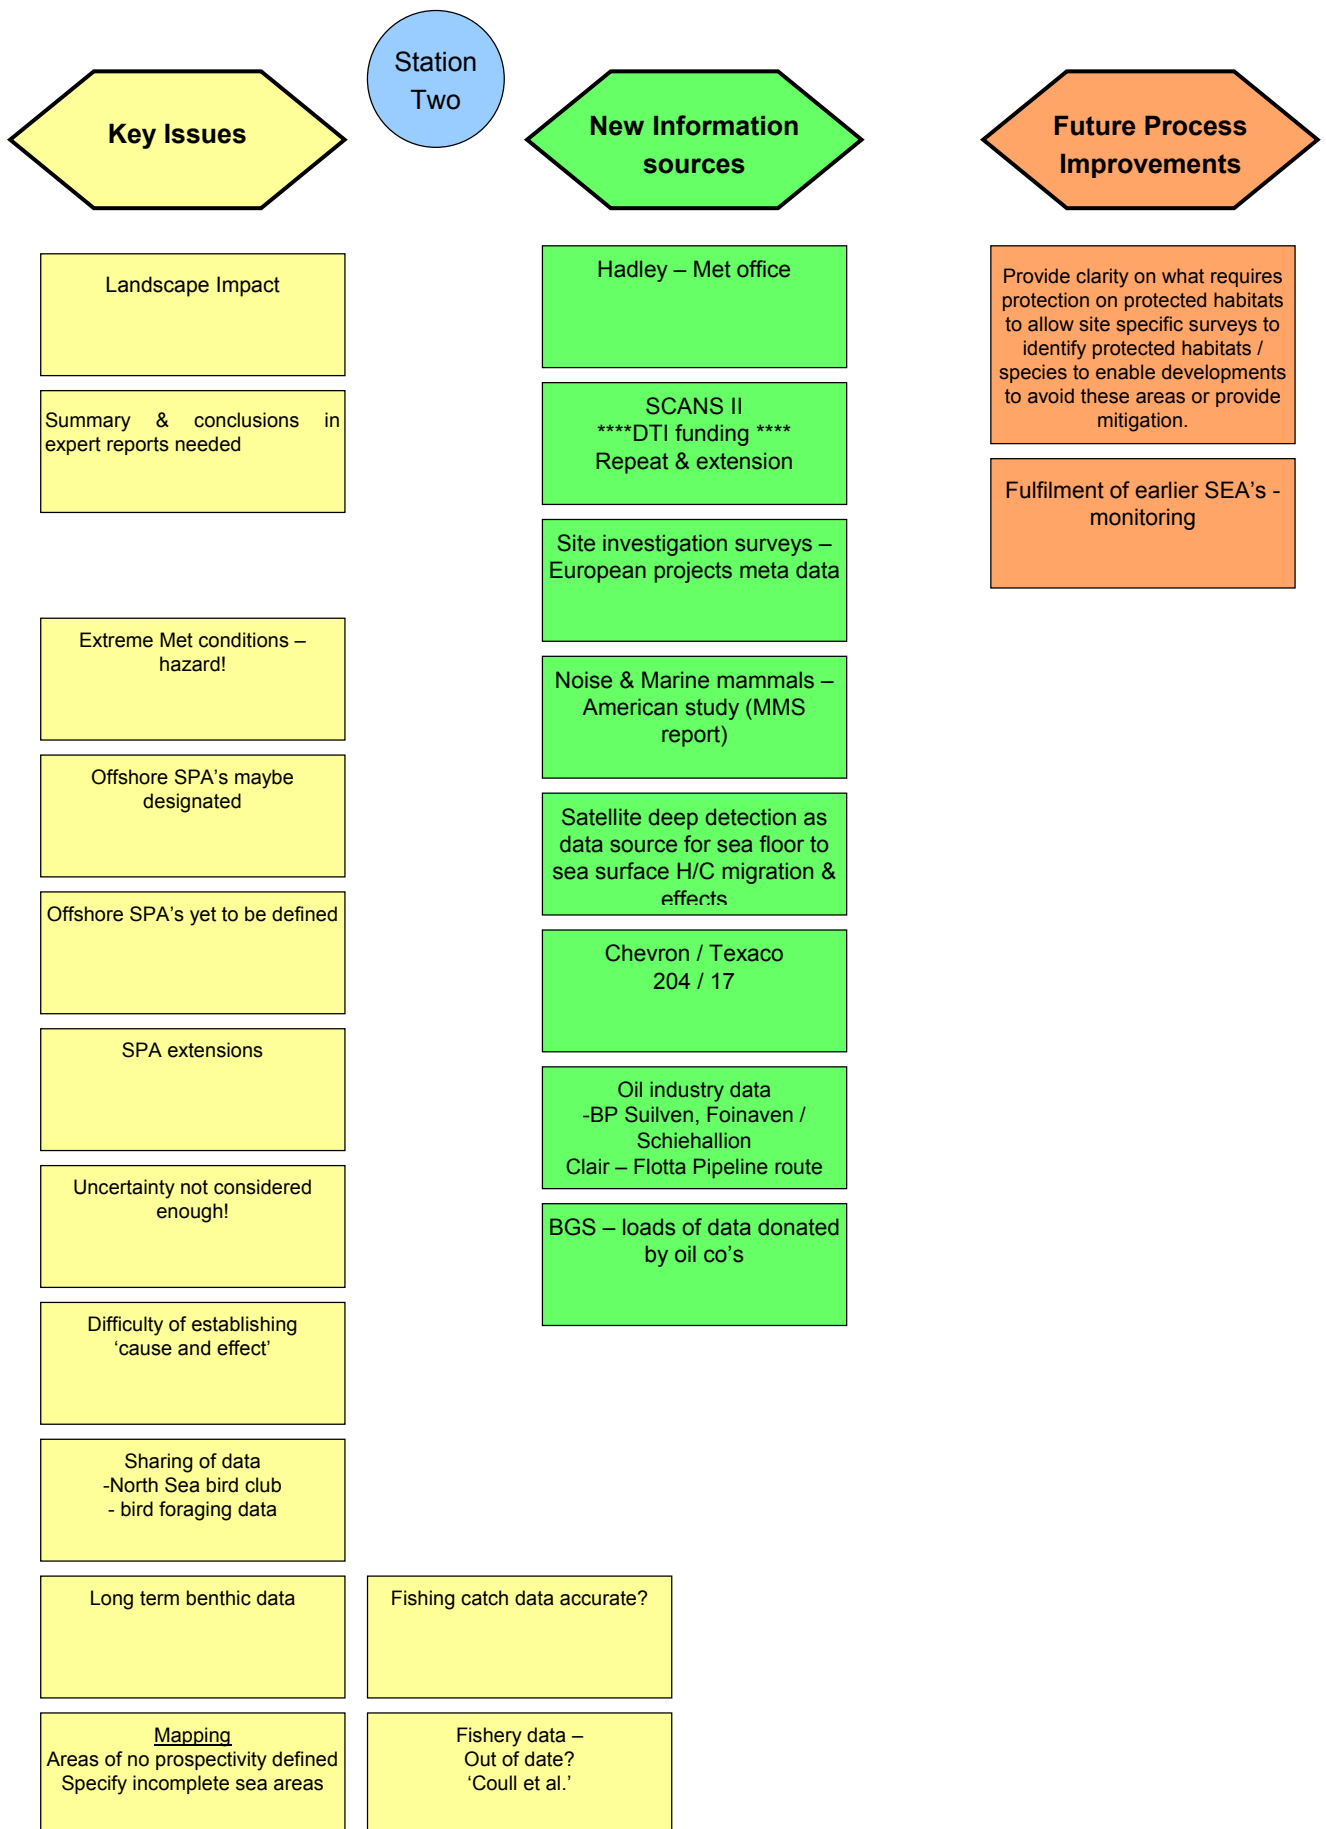 Station
Two
Key Issues
Landscape Impact
Summary & conclusions in
expert reports needed
Extreme Met conditions –
hazard!
Offshore SPA's maybe
designated
Offshore SPA's yet to be defined
SPA extensions
Uncertainty not considered
enough!
Difficulty of establishing
‘cause and effect’
Sharing of data
-North Sea bird club
- bird foraging data
Long term benthic data
Fishing catch data accurate?
Mapping
Areas of no prospectivity defined
Specify incomplete sea areas
Fishery data –
Out of date?
‘Coull et al.’
New Information
sources
Hadley – Met office
SCANS II
****DTI funding ****
Repeat & extension
Site investigation surveys –
European projects meta data
Noise & Marine mammals –
American study (MMS
report)
Satellite deep detection as
data source for sea floor to
sea surface H/C migration &
effects
Chevron / Texaco
204 / 17
Oil industry data
-BP Suilven, Foinaven /
Schiehallion
Clair – Flotta Pipeline route
BGS – loads of data donated
by oil co's
Future Process
Improvements
Provide clarity on what requires
protection on protected habitats
to allow site specific surveys to
identify protected habitats /
species to enable developments
to avoid these areas or provide
mitigation.
Fulfilment of earlier SEA's -
monitoring